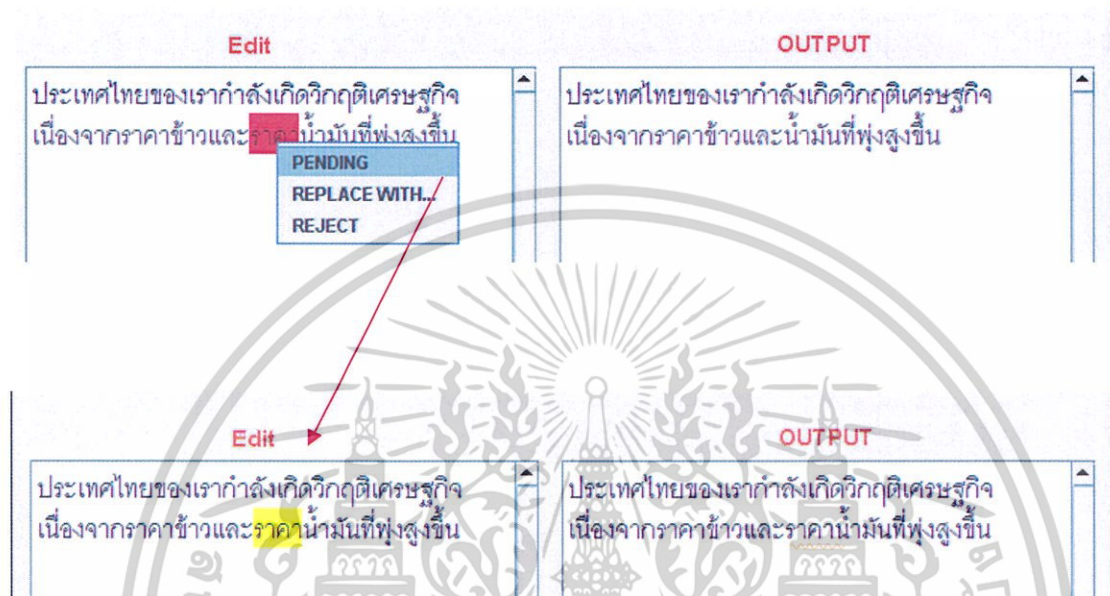 Edit
OUTPUT
ประเทศไทยของเรากำลังเกิดวิกฤติเศรษฐกิจ
เนื่องจากราคาข้าวและราคาน้ำมันที่พุ่งสูงขึ้น
ประเทศไทยของเรากำลังเกิดวิกฤติเศรษฐกิจ
เนื่องจากราคาข้าวและน้ำมันที่พุ่งสูงขึ้น
PENDING
REPLACE WITH...
REJECT
Edit
OUTPUT
ประเทศไทยของเรากำลังเกิดวิกฤติเศรษฐกิจ
เนื่องจากราคาข้าวและราคาน้ำมันที่พุ่งสูงขึ้น
ประเทศไทยของเรากำลังเกิดวิกฤติเศรษฐกิจ
เนื่องจากราคาข้าวและราคาน้ำมันที่พุ่งสูงขึ้น